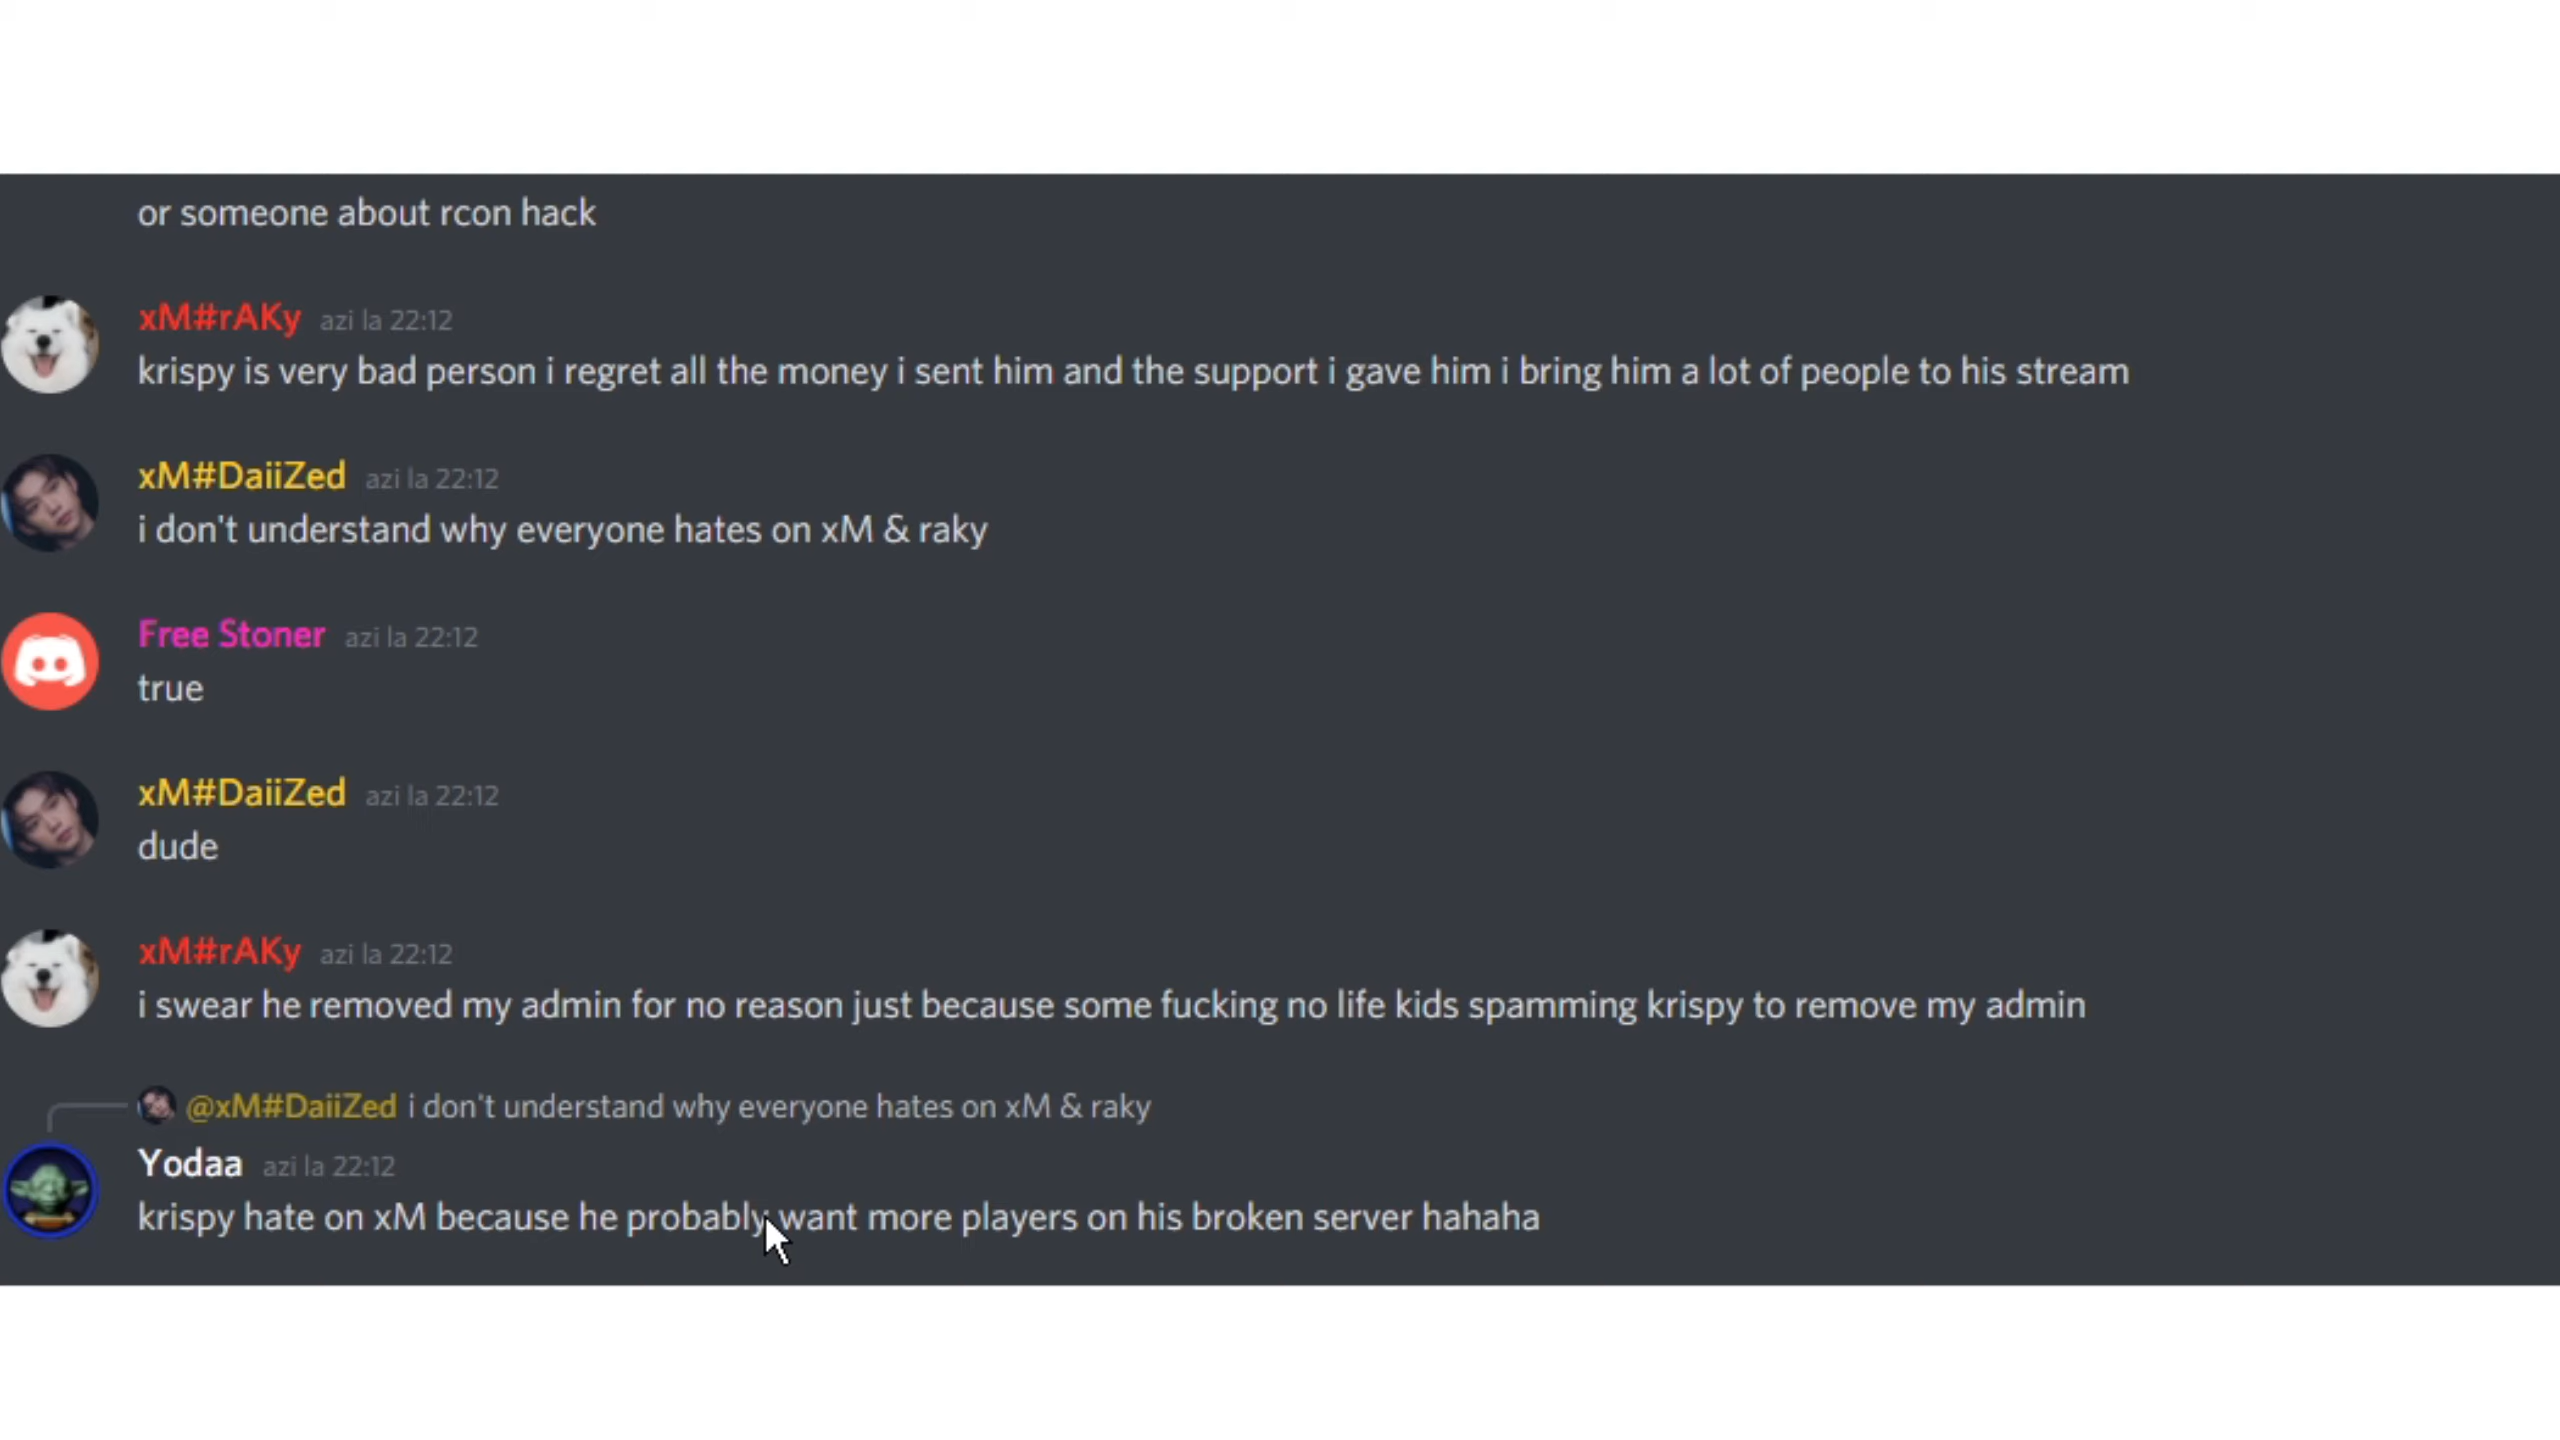 or someone about rcon hack
xM#rAKy azi la 22:12
krispy is very bad person i regret all the money i sent him and the support i gave him i bring him a lot of people to his stream
xM#DaiiZed azi la 22:12
i don't understand why everyone hates on xM & raky
Free Stoner azi la 22:12
true
xM#DaiiZed azi la 22:12
dude
xM#rAKy azi la 22:12
i swear he removed my admin for no reason just because some fucking no life kids spamming krispy to remove my admin
@xM#DaiiZed i don't understand why everyone hates on xM & raky
Yodaa azi la 22:12
krispy hate on xM because he probably want more players on his broken server hahaha